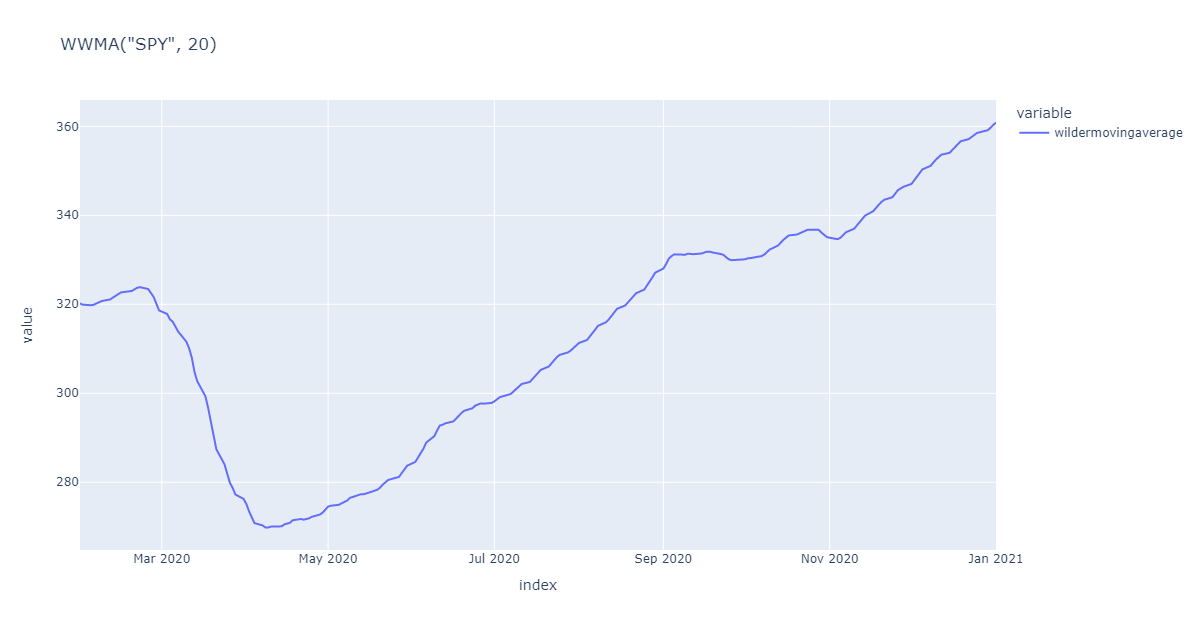 WWMA("SPY", 20)
variable
wildermovingaverage
value
360
340
320
300
280
Mar 2020
May 2020
Jul 2020
Sep 2020
Nov 2020
Jan 2021
index